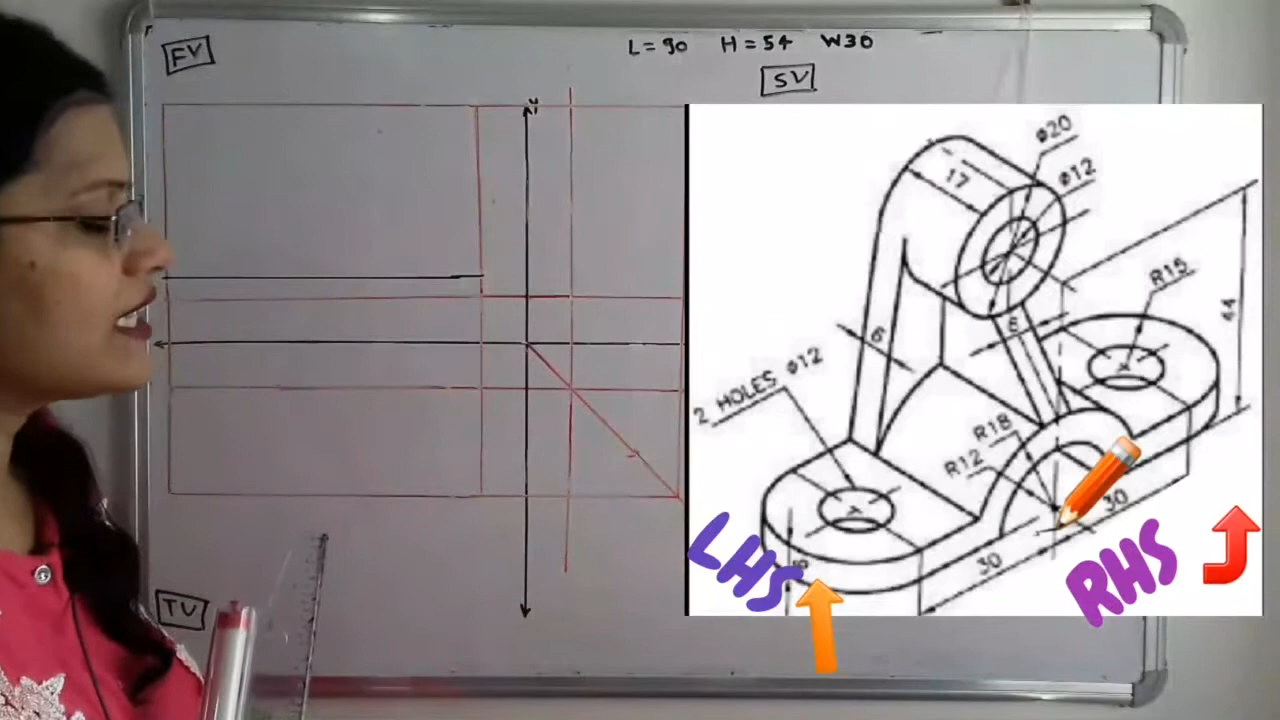 FV
L=90 H=54 W30
SV
ø20
ø12
17
R15
44
6
6
2 HOLES ø12
R18
R12
30
30
LHS
RHS
TV